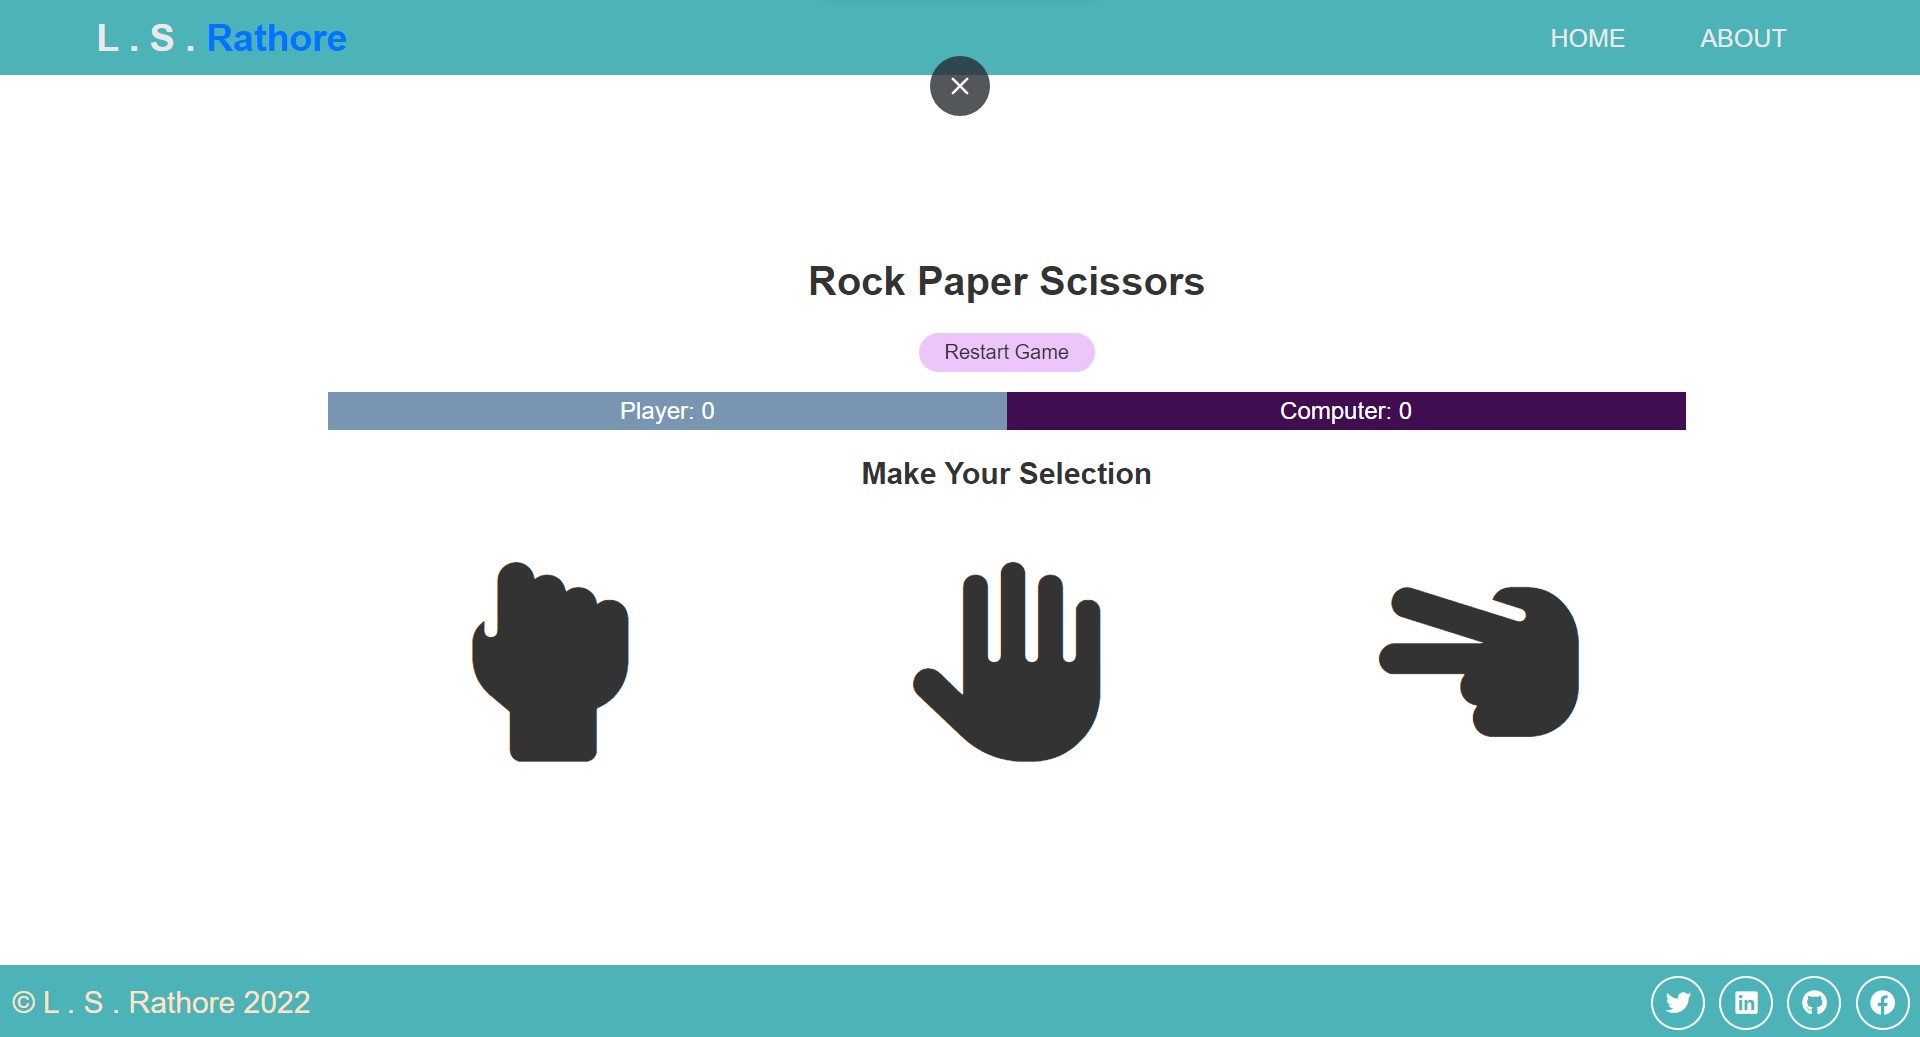 L . S . Rathore
HOME
ABOUT
Rock Paper Scissors
Restart Game
Player: 0
Computer: 0
Make Your Selection
© L . S . Rathore 2022